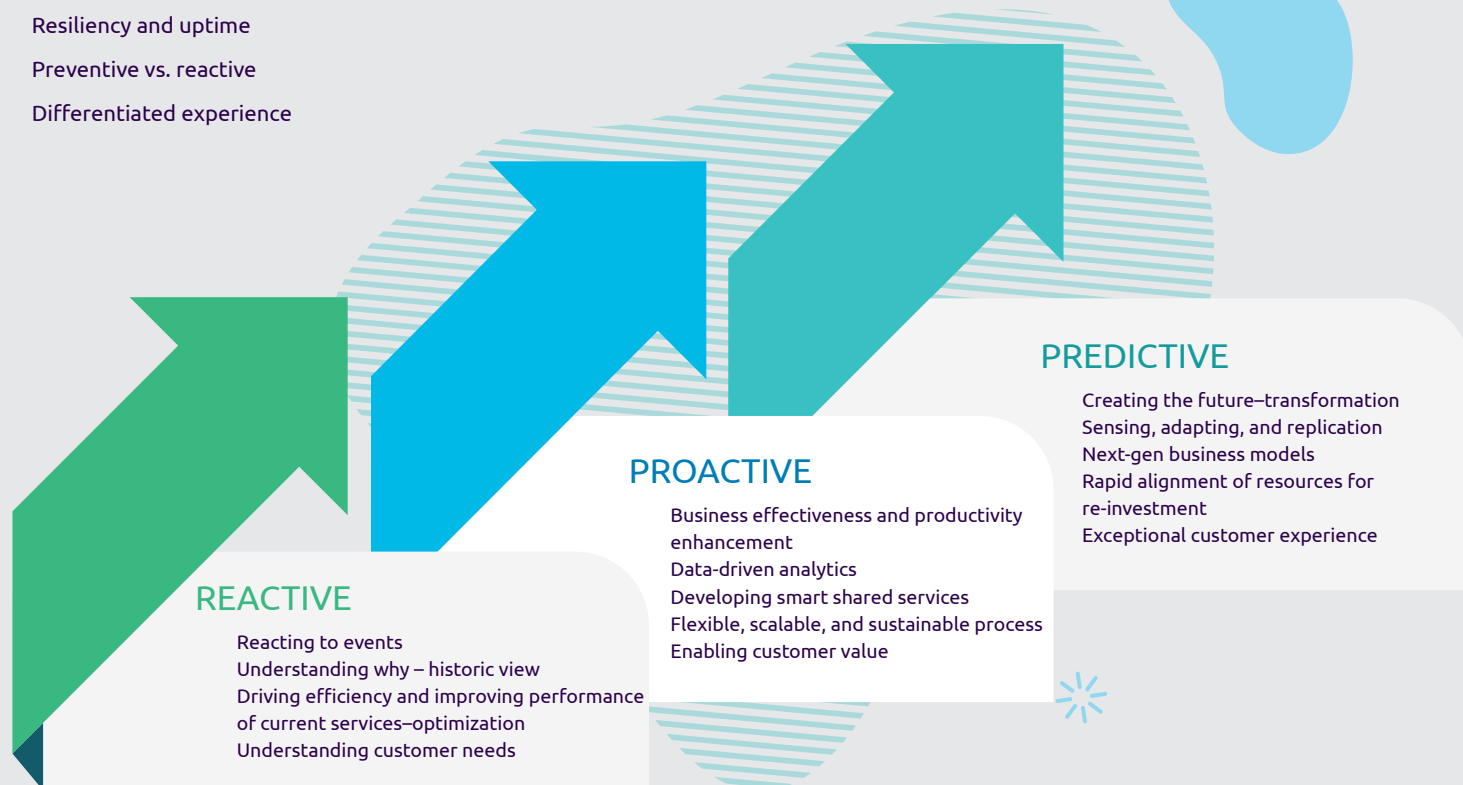 Resiliency and uptime
Preventive vs. reactive
Differentiated experience
REACTIVE
Reacting to events
Understanding why – historic view
Driving efficiency and improving performance
of current services–optimization
Understanding customer needs
PROACTIVE
Business effectiveness and productivity
enhancement
Data-driven analytics
Developing smart shared services
Flexible, scalable, and sustainable process
Enabling customer value
PREDICTIVE
Creating the future–transformation
Sensing, adapting, and replication
Next-gen business models
Rapid alignment of resources for
re-investment
Exceptional customer experience